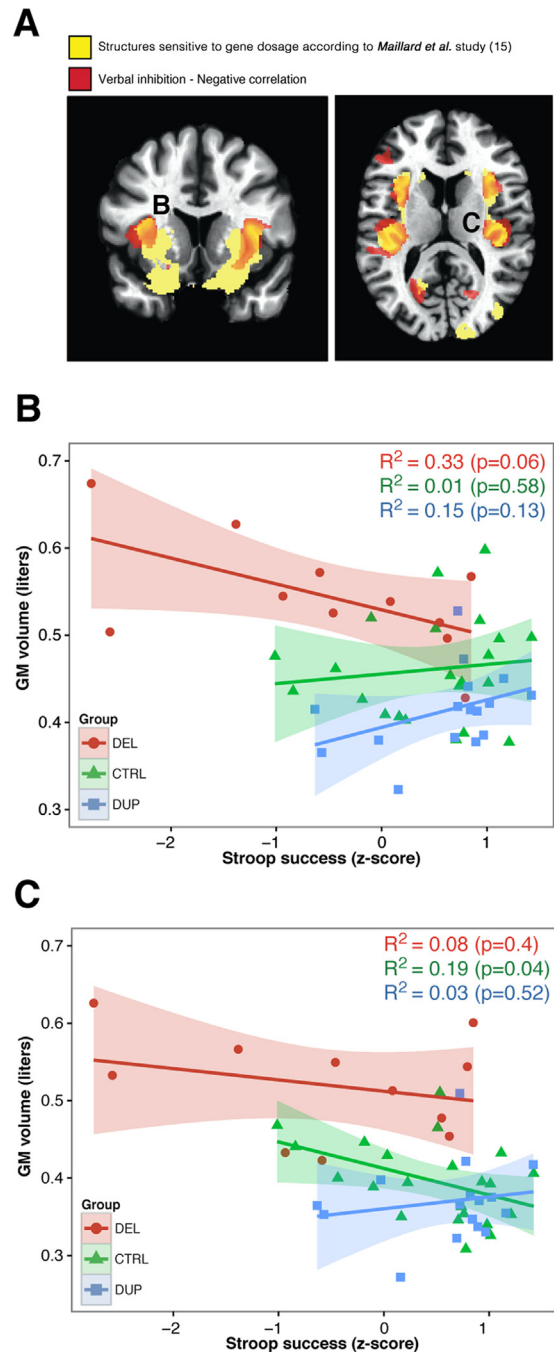 A
Structures sensitive to gene dosage according to Maillard et al. study (15)
Verbal inhibition - Negative correlation
B
C
B
R² = 0.33 (p=0.06)
R² = 0.01 (p=0.58)
R² = 0.15 (p=0.13)
0.7
0.6
0.5
0.4
0.3
GM volume (liters)
Group
DEL
CTRL
DUP
−2
−1
0
1
Stroop success (z-score)
C
R² = 0.08 (p=0.4)
R² = 0.19 (p=0.04)
R² = 0.03 (p=0.52)
0.7
0.6
0.5
0.4
0.3
GM volume (liters)
Group
DEL
CTRL
DUP
−2
−1
0
1
Stroop success (z-score)